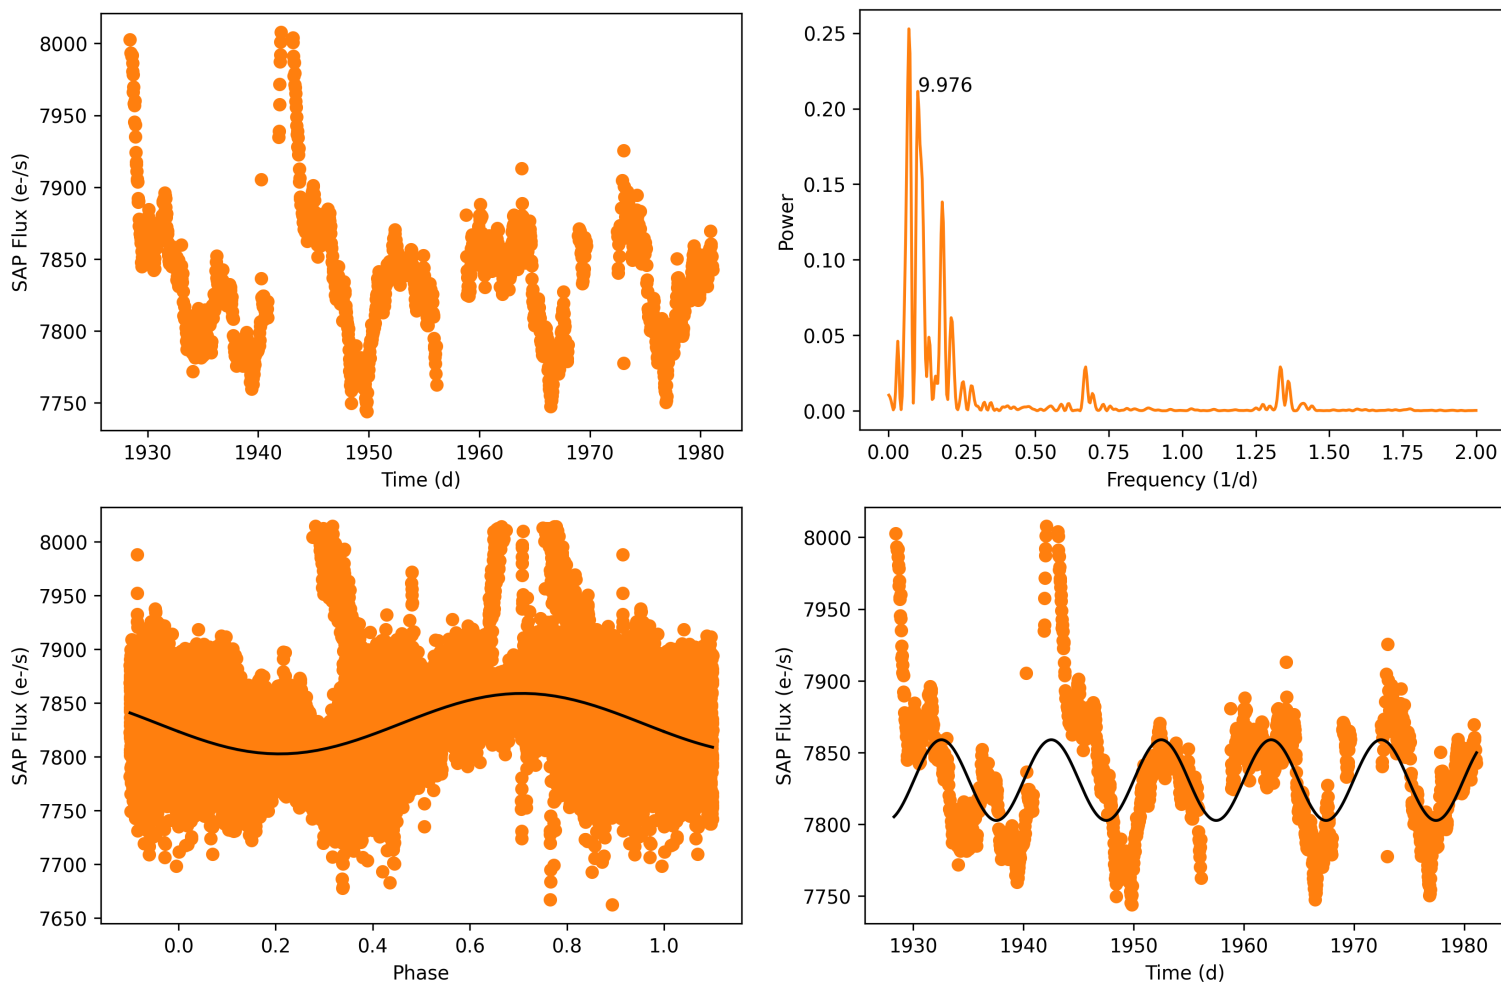 8000
7950
7900
7850
7800
7750
SAP Flux (e-/s)
1930 1940 1950 1960 1970 1980
Time (d)
0.25
0.20
0.15
0.10
0.05
0.00
Power
9.976
0.00 0.25 0.50 0.75 1.00 1.25 1.50 1.75 2.00
Frequency (1/d)
8000
7950
7900
7850
7800
7750
7700
7650
SAP Flux (e-/s)
0.0 0.2 0.4 0.6 0.8 1.0
Phase
8000
7950
7900
7850
7800
7750
SAP Flux (e-/s)
1930 1940 1950 1960 1970 1980
Time (d)